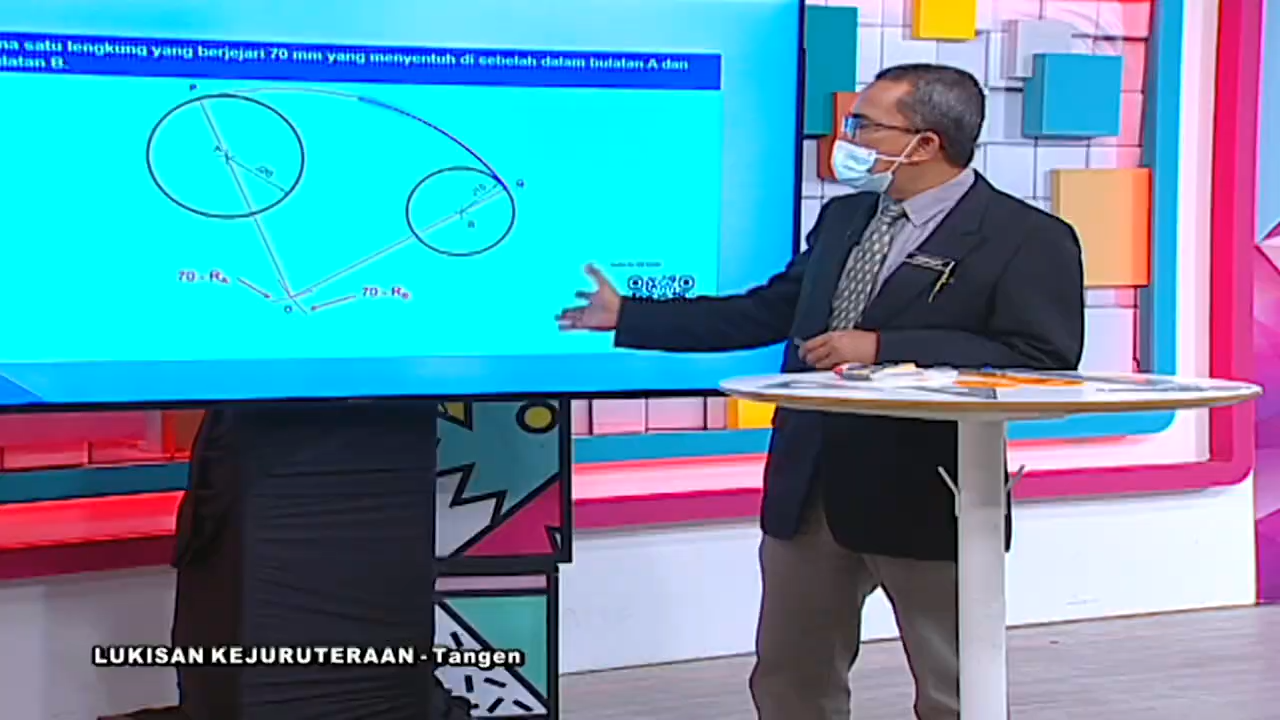 na satu lengkung yang berjejari 70 mm yang menyentuh di sebelah dalam bulatan A dan
ulatan B.
P
A
Q
B
70 - RA
70 - RB
O
LUKISAN KEJURUTERAAN - Tangen